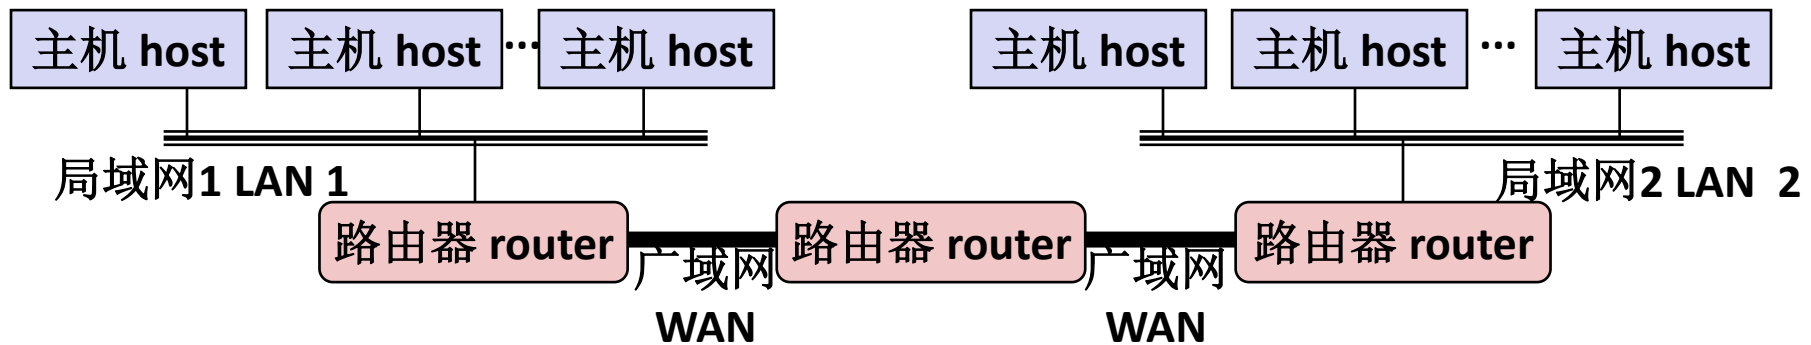 主机 host 主机 host ... 主机 host 主机 host 主机 host ... 主机 host
局域网1 LAN 1 局域网2 LAN 2
路由器 router 路由器 router 路由器 router
广域网 广域网
WAN WAN